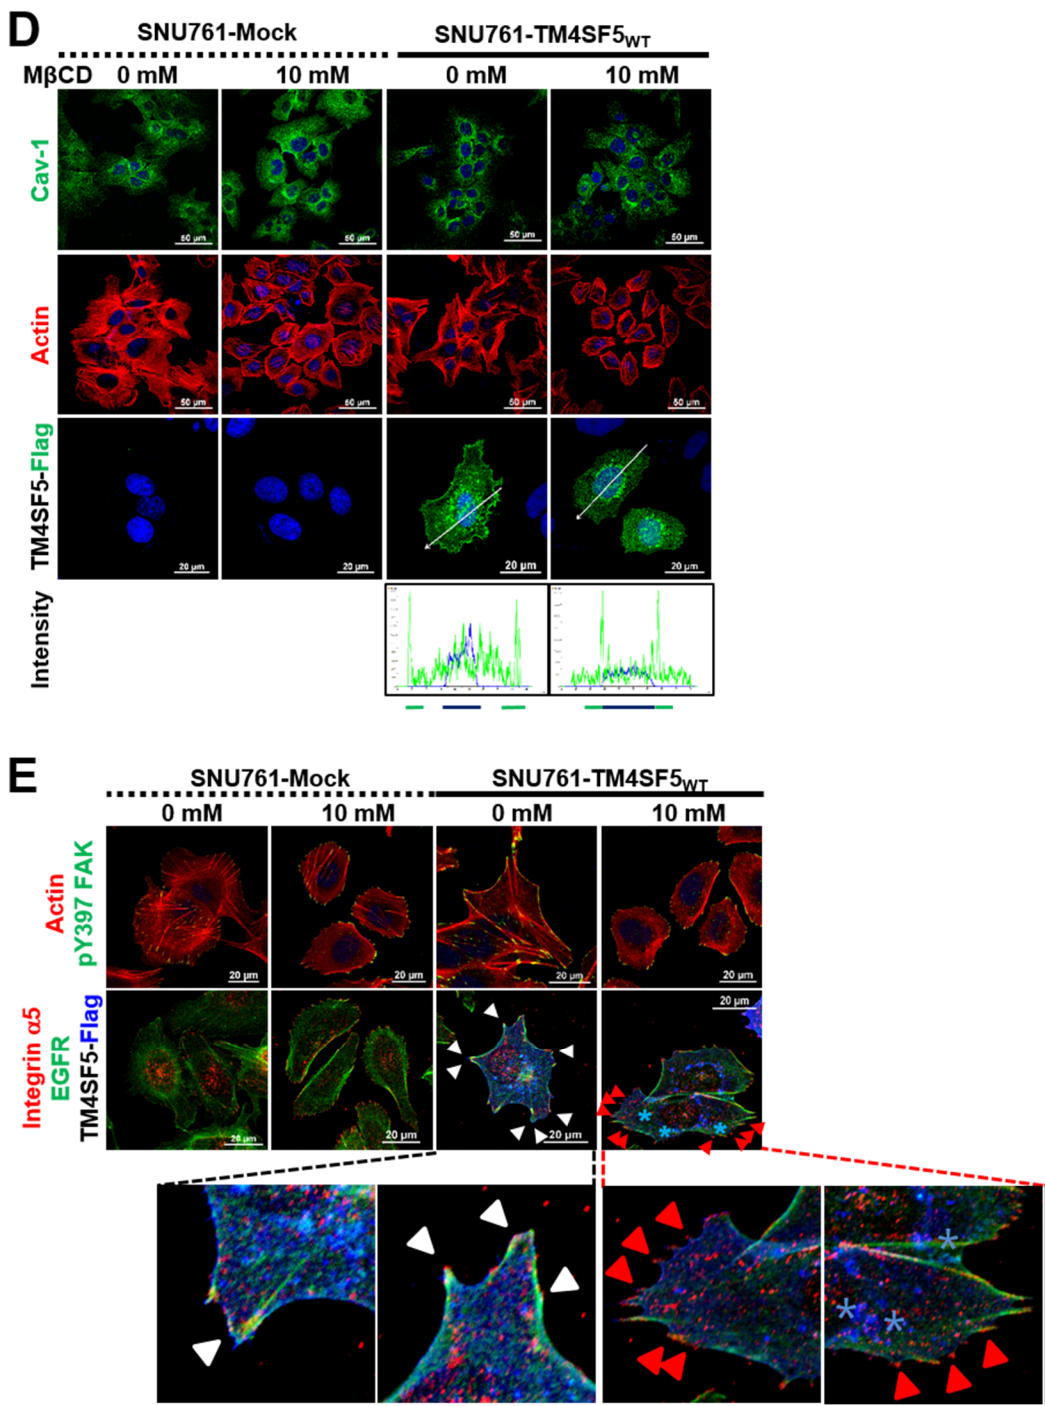 D
SNU761-Mock
SNU761-TM4SF5WT
MβCD 0 mM 10 mM 0 mM 10 mM
Cav-1
50 μm 50 μm 50 μm 50 μm
Actin
50 μm 50 μm 50 μm 50 μm
TM4SF5-Flag
20 μm 20 μm 20 μm 20 μm
Intensity
E
SNU761-Mock
SNU761-TM4SF5WT
0 mM 10 mM 0 mM 10 mM
Actin
pY397 FAK
20 μm 20 μm 20 μm 20 μm
Integrin α5
EGFR
TM4SF5-Flag
20 μm 20 μm 20 μm 20 μm
* * *
* * *